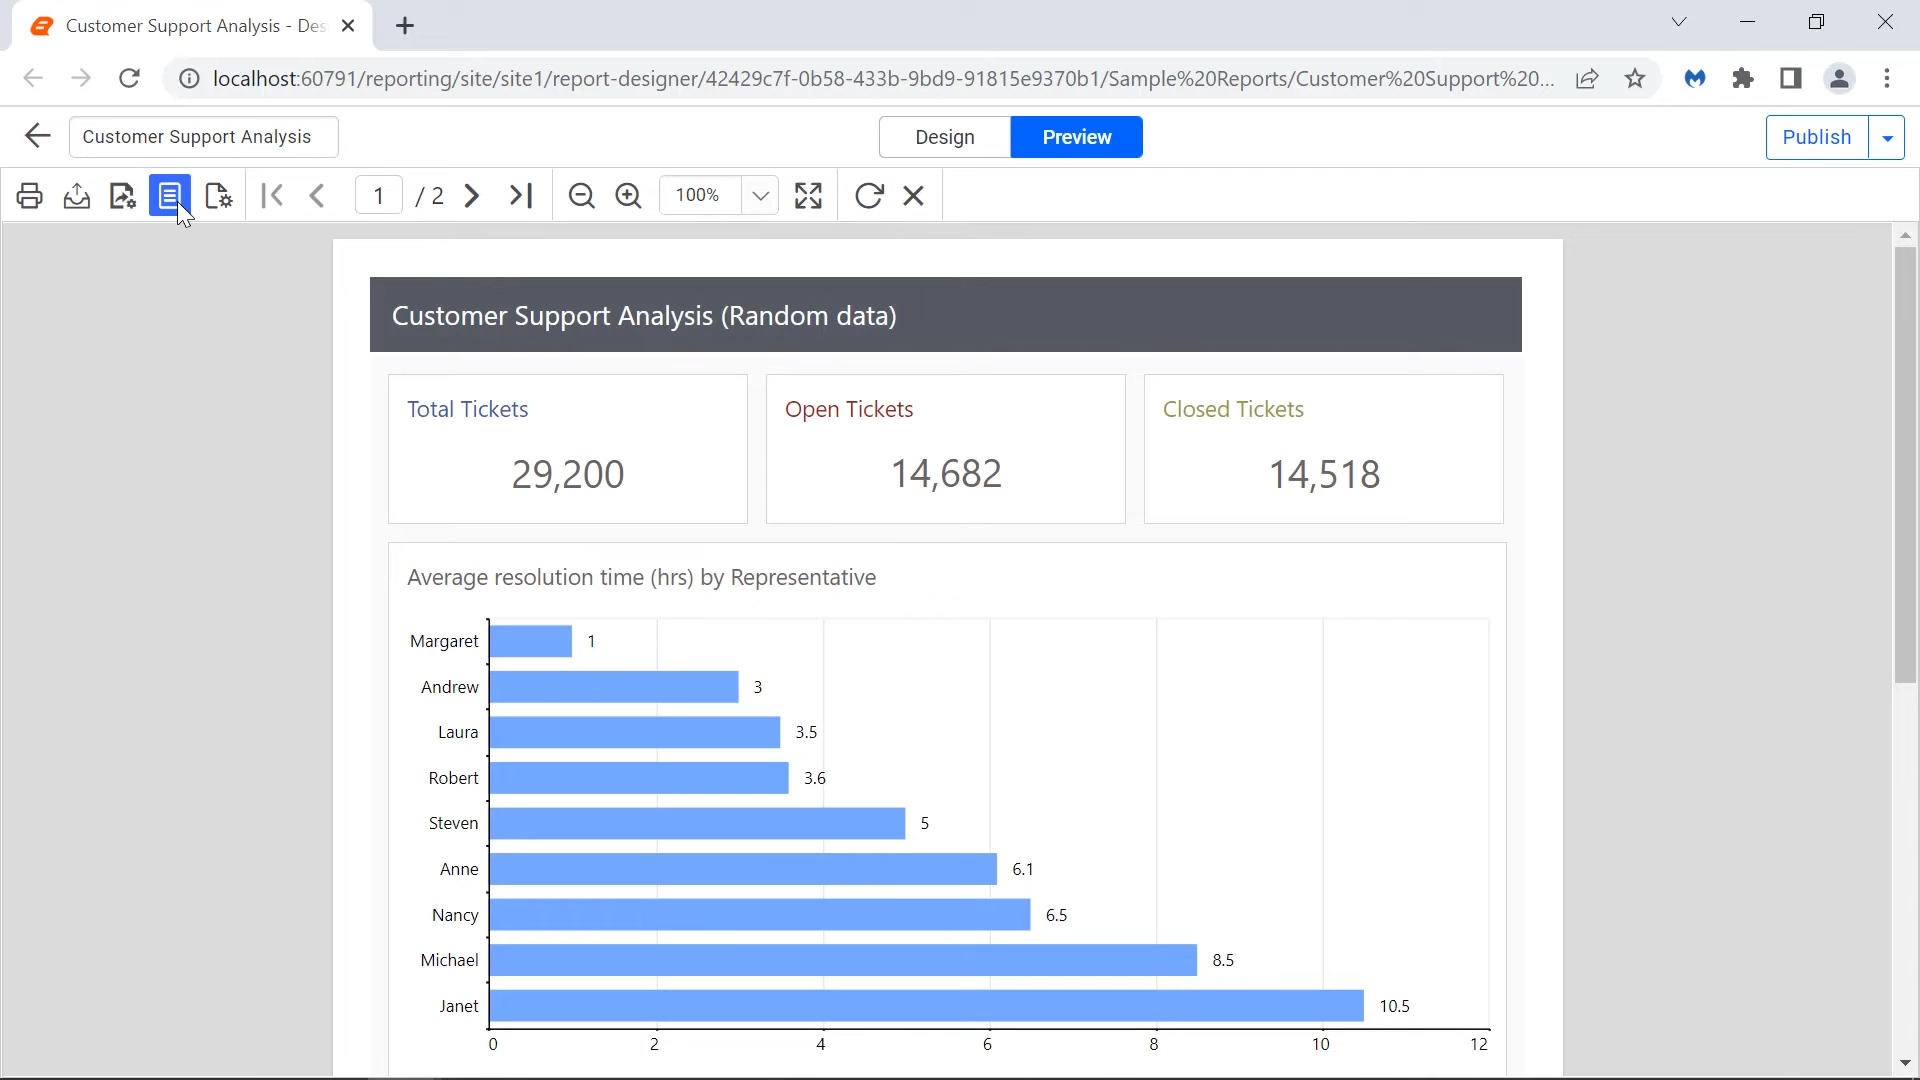 Customer Support Analysis - Des
localhost:60791/reporting/site/site1/report-designer/42429c7f-0b58-433b-9bd9-91815e9370b1/Sample%20Reports/Customer%20Support%20...
Customer Support Analysis
Design
Preview
Publish
1 / 2
100%
Customer Support Analysis (Random data)
Total Tickets
29,200
Open Tickets
14,682
Closed Tickets
14,518
Average resolution time (hrs) by Representative
Margaret 1
Andrew 3
Laura 3.5
Robert 3.6
Steven 5
Anne 6.1
Nancy 6.5
Michael 8.5
Janet 10.5
0 2 4 6 8 10 12